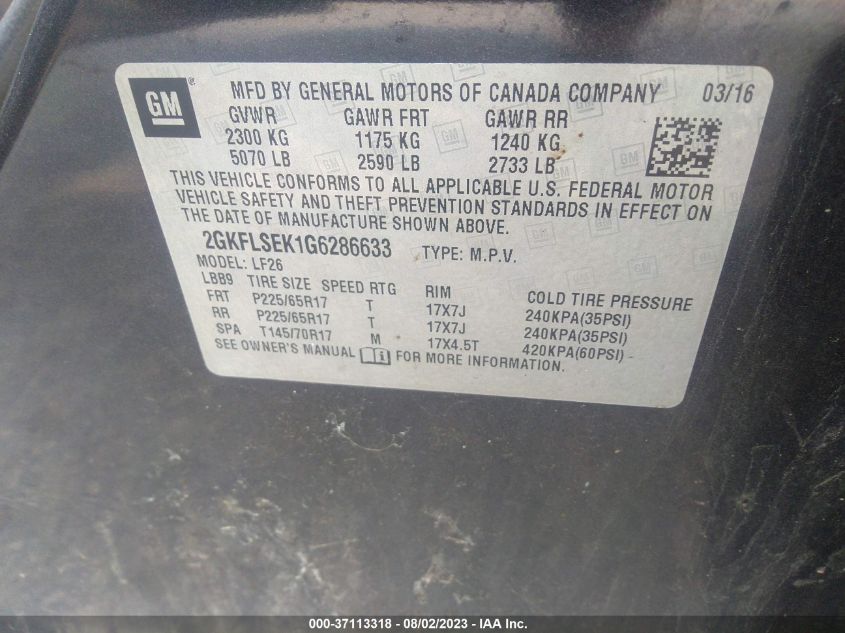 GM ® MFD BY GENERAL MOTORS OF CANADA COMPANY 03/16
GVWR GAWR FRT GAWR RR
2300 KG 1175 KG 1240 KG
5070 LB 2590 LB 2733 LB
THIS VEHICLE CONFORMS TO ALL APPLICABLE U.S. FEDERAL MOTOR
VEHICLE SAFETY AND THEFT PREVENTION STANDARDS IN EFFECT ON
THE DATE OF MANUFACTURE SHOWN ABOVE.
2GKFLSEK1G6286633 TYPE: M.P.V.
MODEL: LF26
LBB9 TIRE SIZE SPEED RTG RIM COLD TIRE PRESSURE
FRT P225/65R17 T 17X7J 240KPA(35PSI)
RR P225/65R17 T 17X7J 240KPA(35PSI)
SPA T145/70R17 M 17X4.5T 420KPA(60PSI) -
SEE OWNER'S MANUAL i FOR MORE INFORMATION.
000-37113318 - 08/02/2023 - IAA Inc.